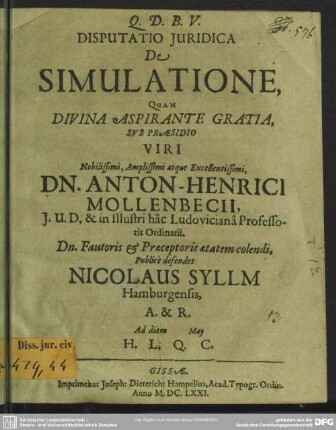 Q. D. B. V.
DISPUTATIO JURIDICA
De
SIMULATIONE,
QUAM
DIVINA ASPIRANTE GRATIA,
SVB PRÆSIDIO
VIRI
Nobilissimi, Amplissimi atque Excellentissimi,
DN. ANTON-HENRICI
MOLLENBECII,
J. U. D, & in Illustri hâc Ludovicianâ Professo-
ris Ordinarii,
Dn. Fautoris & Præceptoris ætatem colendi,
Publicè defendet
NICOLAUS SYLLM
Hamburgensis,
A. & R.
Ad diem May
H. L. Q. C.
13
Diss. jur. civ
479,44
GISSÆ.
Imprimebat Joseph: Dieterich: Hampelius, Acad. Typogr. Ordin.
Anno M. DC. LXXI.